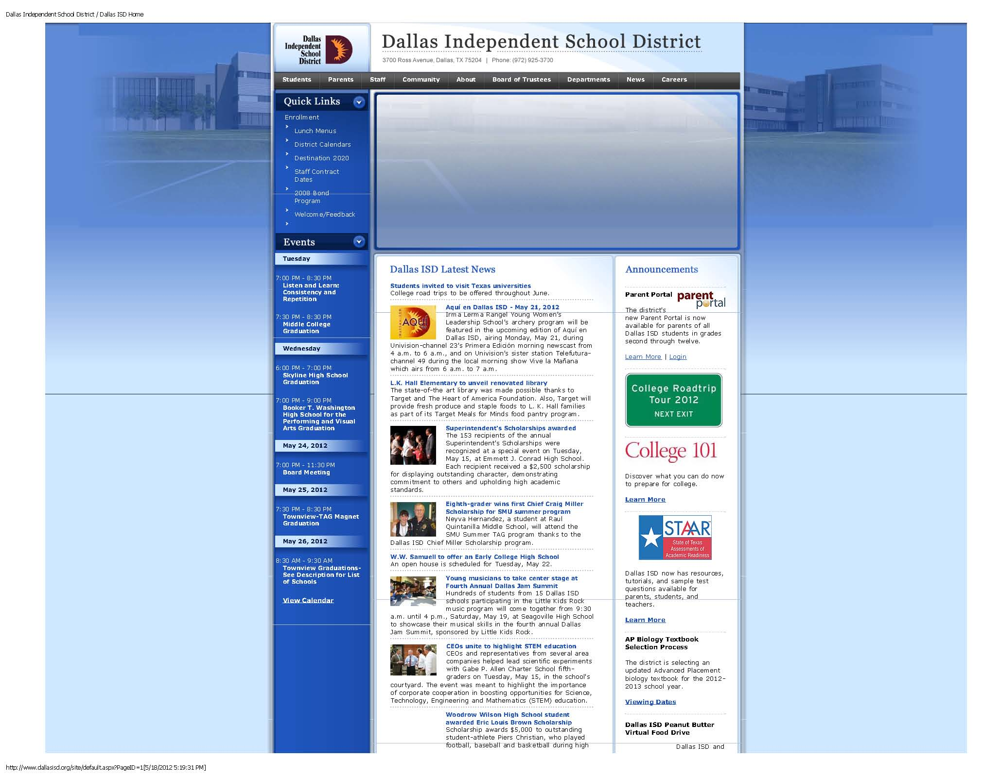 Dallas Independent School District / Dallas ISD Home
Dallas
Independent
School
District
Dallas Independent School District
3700 Ross Avenue, Dallas, TX 75204 | Phone: (972) 925-3700
Students Parents Staff Community About Board of Trustees Departments News Careers
Quick Links
Enrollment
Lunch Menus
District Calendars
Destination 2020
Staff Contract
Dates
2008 Bond
Program
Welcome/Feedback
Events
Tuesday
7:00 PM - 8:30 PM
Listen and Learn:
Consistency and
Repetition
7:30 PM - 8:30 PM
Middle College
Graduation
Wednesday
6:00 PM - 7:00 PM
Skyline High School
Graduation
7:00 PM - 9:00 PM
Booker T. Washington
High School for the
Performing and Visual
Arts Graduation
May 24, 2012
7:00 PM - 11:30 PM
Board Meeting
May 25, 2012
7:30 PM - 8:30 PM
Townview-TAG Magnet
Graduation
May 26, 2012
8:30 AM - 9:30 AM
Townview Graduations-
See Description for List
of Schools
View Calendar
Dallas ISD Latest News
Students invited to visit Texas universities
College road trips to be offered throughout June.
DALLAS ISD
AQUÍ
en
Aquí en Dallas ISD - May 21, 2012
Irma Lerma Rangel Young Women's
Leadership School's archery program will be
featured in the upcoming edition of Aquí en
Dallas ISD, airing Monday, May 21, during
Univision-channel 23's Primera Edición morning newscast from
4 a.m. to 6 a.m., and on Univision's sister station Telefutura-
channel 49 during the local morning show Vive la Mañana
which airs from 6 a.m. to 7 a.m.
L.K. Hall Elementary to unveil renovated library
The state-of-the art library was made possible thanks to
Target and The Heart of America Foundation. Also, Target will
provide fresh produce and staple foods to L. K. Hall families
as part of its Target Meals for Minds food pantry program.
Superintendent's Scholarships awarded
The 153 recipients of the annual
Superintendent's Scholarships were
recognized at a special event on Tuesday,
May 15, at Emmett J. Conrad High School.
Each recipient received a $2,500 scholarship
for displaying outstanding character, demonstrating
commitment to others and upholding high academic
standards.
Eighth-grader wins first Chief Craig Miller
Scholarship for SMU summer program
Neyva Hernandez, a student at Raul
Quintanilla Middle School, will attend the
SMU Summer TAG program thanks to the
Dallas ISD Chief Miller Scholarship program.
W.W. Samuell to offer an Early College High School
An open house is scheduled for Tuesday, May 22.
Young musicians to take center stage at
Fourth Annual Dallas Jam Summit
Hundreds of students from 15 Dallas ISD
schools participating in the Little Kids Rock
music program will come together from 9:30
a.m. until 4 p.m., Saturday, May 19, at Seagoville High School
to showcase their musical skills in the fourth annual Dallas
Jam Summit, sponsored by Little Kids Rock.
CEOs unite to highlight STEM education
CEOs and representatives from several area
companies helped lead scientific experiments
with Gabe P. Allen Charter School fifth-
graders on Tuesday, May 15, in the school's
courtyard. The event was meant to highlight the importance
of corporate cooperation in boosting opportunities for Science,
Technology, Engineering and Mathematics (STEM) education.
Woodrow Wilson High School student
awarded Eric Louis Brown Scholarship
Scholarship awards $5,000 to outstanding
student-athlete Piers Christian, who played
football, baseball and basketball during high
Announcements
Parent Portal
parent
portal
The district's
new Parent Portal is now
available for parents of all
Dallas ISD students in grades
second through twelve.
Learn More | Login
College Roadtrip
Tour 2012
NEXT EXIT
College 101
Discover what you can do now
to prepare for college.
Learn More
STAAR™
State of Texas
Assessments of
Academic Readiness
Dallas ISD now has resources,
tutorials, and sample test
questions available for
parents, students, and
teachers.
Learn More
AP Biology Textbook
Selection Process
The district is selecting an
updated Advanced Placement
biology textbook for the 2012-
2013 school year.
Viewing Dates
Dallas ISD Peanut Butter
Virtual Food Drive
Dallas ISD and
http://www.dallasisd.org/site/default.aspx?PageID=1[5/18/2012 5:19:31 PM]